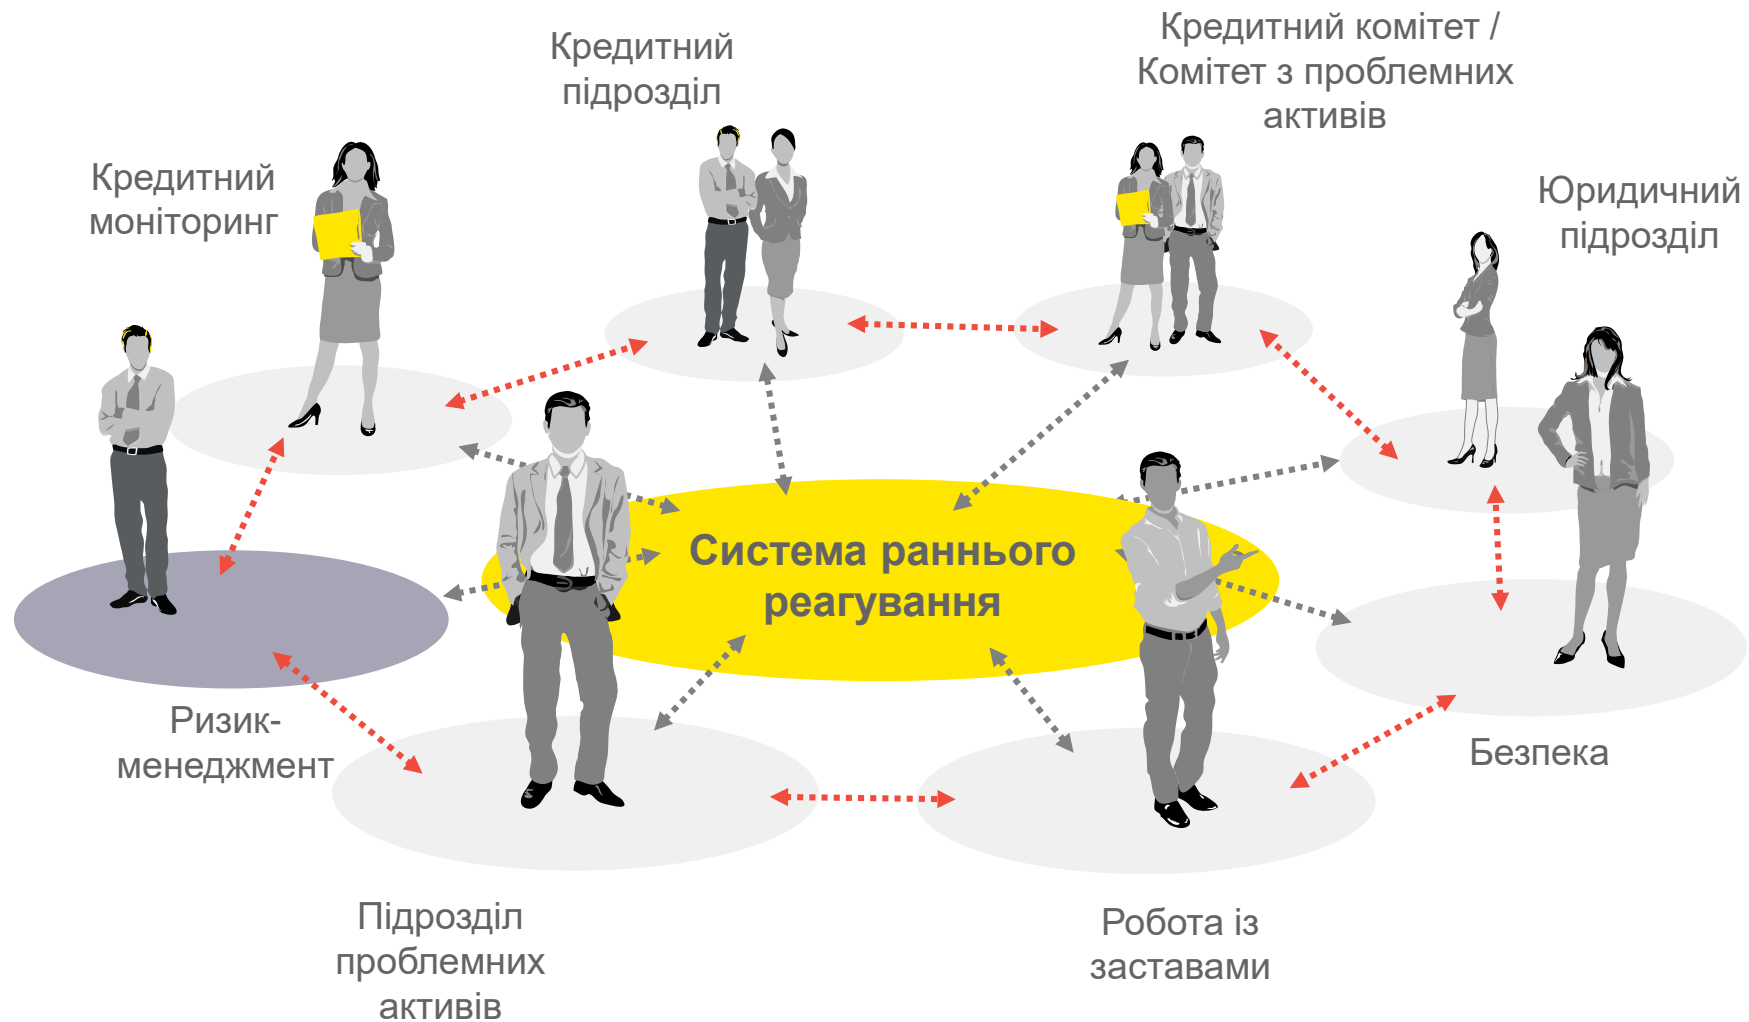 Кредитний
підрозділ
Кредитний комітет /
Комітет з проблемних
активів
Кредитний
моніторинг
Юридичний
підрозділ
Система раннього
реагування
Ризик-
менеджмент
Безпека
Підрозділ
проблемних
активів
Робота із
заставами